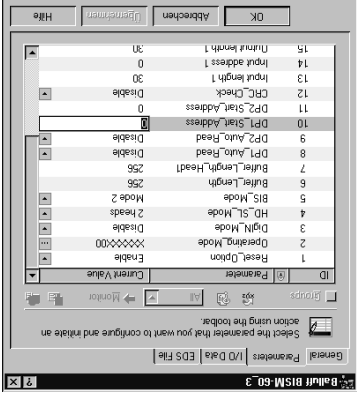 Balluff BISM-60_3
General Parameters I/O Data EDS File
Select the parameter that you want to configure and initiate an
action using the toolbar.
Groups All Monitor
ID Parameter Current Value
1 Reset_Option Enable
2 Operating_Mode XXXXXX00 ...
3 DigIN_Mode Disable
4 HD_SL_Mode 2 heads
5 BIS_Mode Mode 2
6 Buffer_Length 256
7 Buffer_Length_Head1 256
8 DP1_Auto_Read Disable
9 DP2_Auto_Read Disable
10 DP1_Start_Address 0
11 DP2_Start_Address 0
12 CRC_Check Disable
13 Input length 1 30
14 Input address 1 0
15 Output length 1 30
OK Abbrechen Übernehmen Hilfe